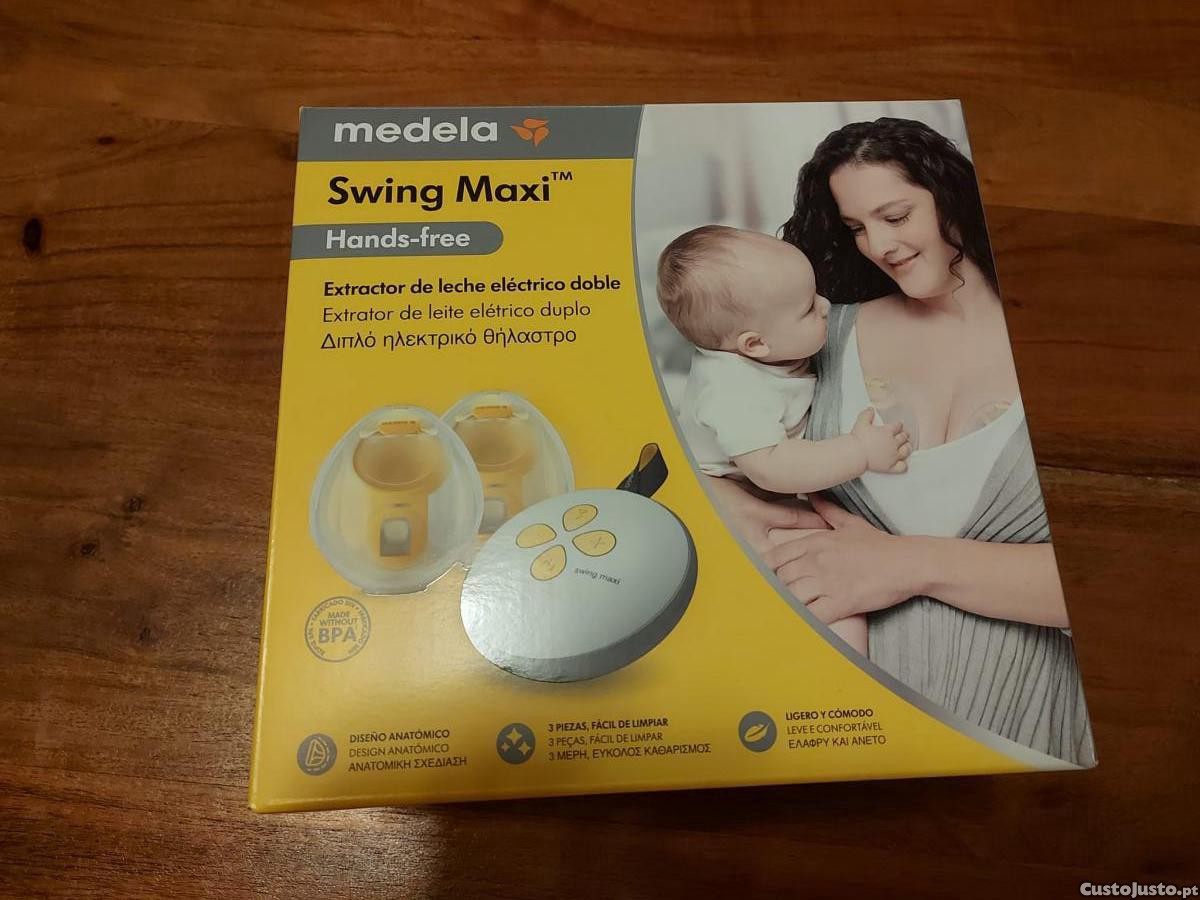 medela
Swing Maxi™
Hands-free
Extractor de leche eléctrico doble
Extrator de leite elétrico duplo
Διπλό ηλεκτρικό θήλαστρο
swing maxi
MADE
WITHOUT
BPA
DISEÑO ANATÓMICO
DESIGN ANATÓMICO
ΑΝΑΤΟΜΙΚΗ ΣΧΕΔΙΑΣΗ
3 PIEZAS, FÁCIL DE LIMPIAR
3 PEÇAS, FÁCIL DE LIMPAR
3 ΜΕΡΗ, ΕΥΚΟΛΟΣ ΚΑΘΑΡΙΣΜΟΣ
LIGERO Y CÓMODO
LEVE E CONFORTÁVEL
ΕΛΑΦΡΥ ΚΑΙ ΑΝΕΤΟ
CustoJusto.pt